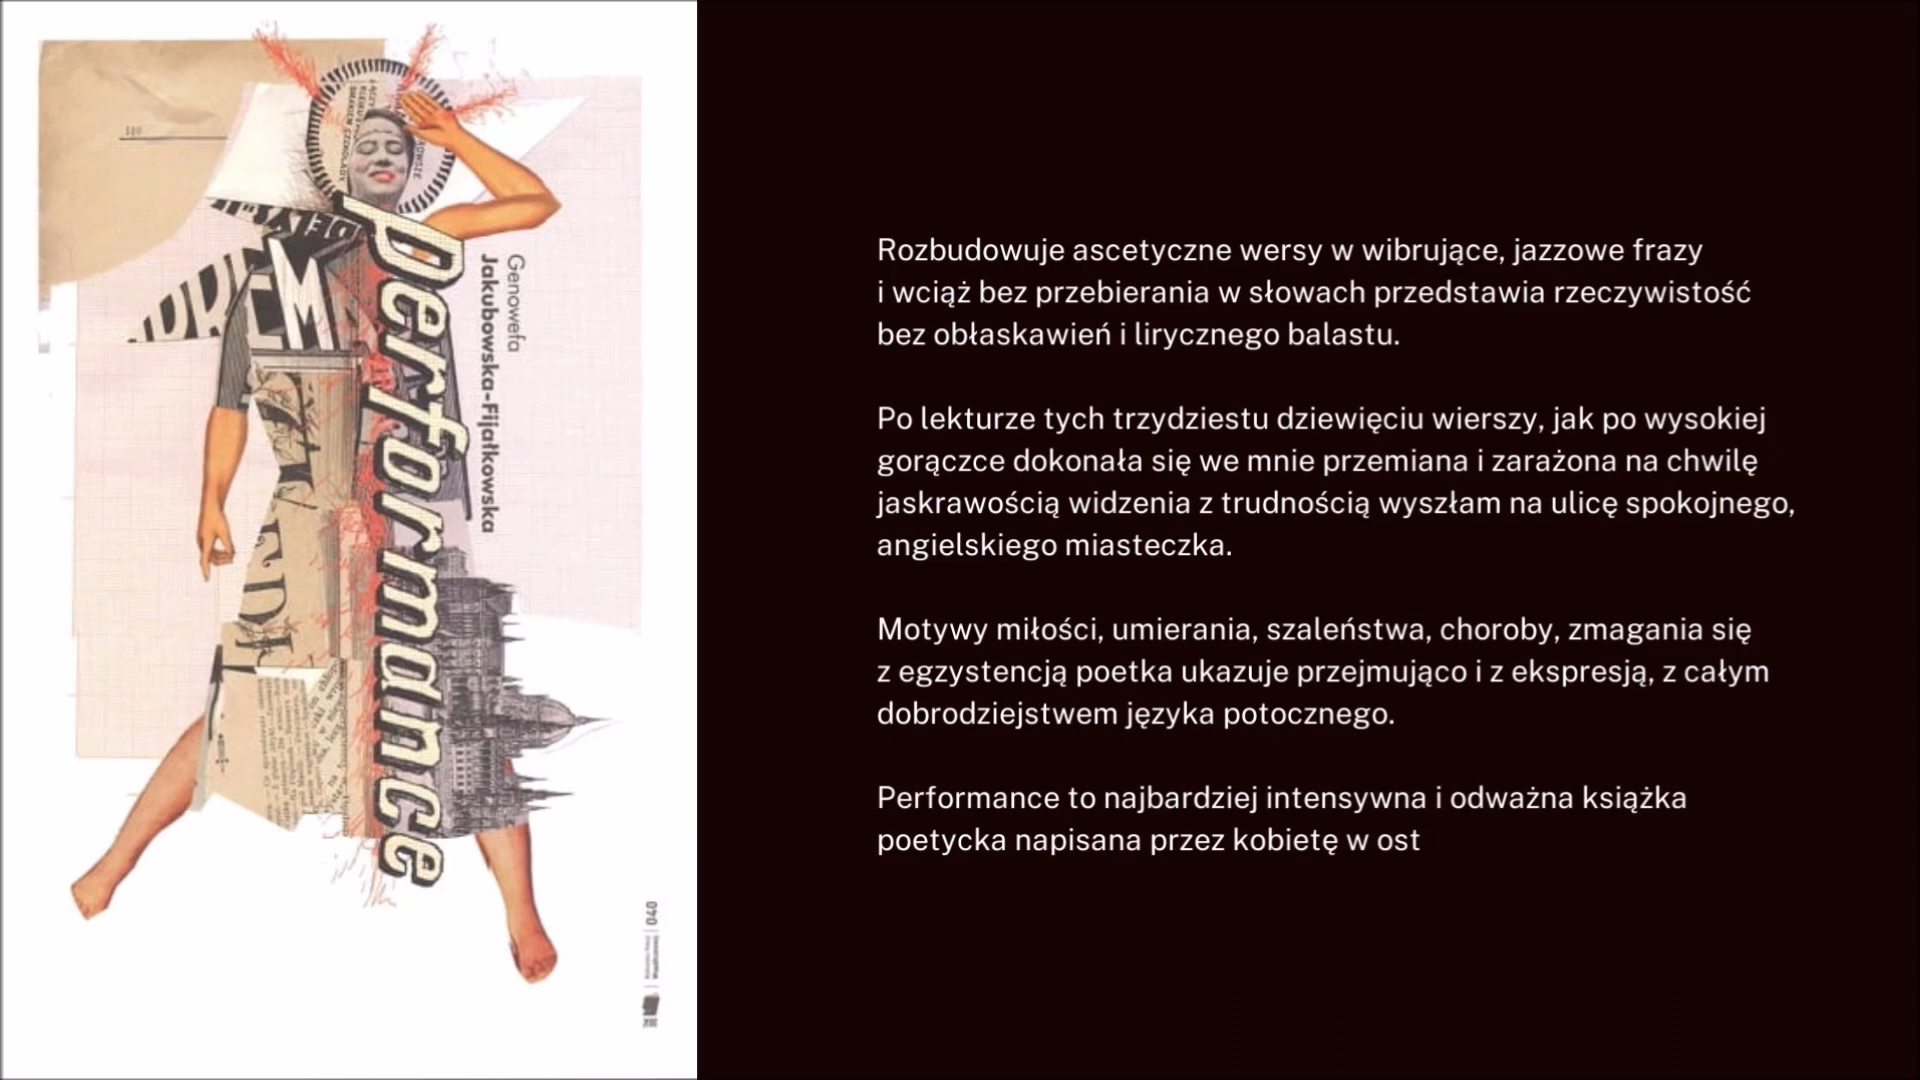 110
DREM
performance
Genowefa
Jakubowska-Fijałkowska
040
Rozbudowuje ascetyczne wersy w wibrujące, jazzowe frazy
i wciąż bez przebierania w słowach przedstawia rzeczywistość
bez obłaskawień i lirycznego balastu.
Po lekturze tych trzydziestu dziewięciu wierszy, jak po wysokiej
gorączce dokonała się we mnie przemiana i zarażona na chwilę
jaskrawością widzenia z trudnością wyszłam na ulicę spokojnego,
angielskiego miasteczka.
Motywy miłości, umierania, szaleństwa, choroby, zmagania się
z egzystencją poetka ukazuje przejmująco i z ekspresją, z całym
dobrodziejstwem języka potocznego.
Performance to najbardziej intensywna i odważna książka
poetycka napisana przez kobietę w ost